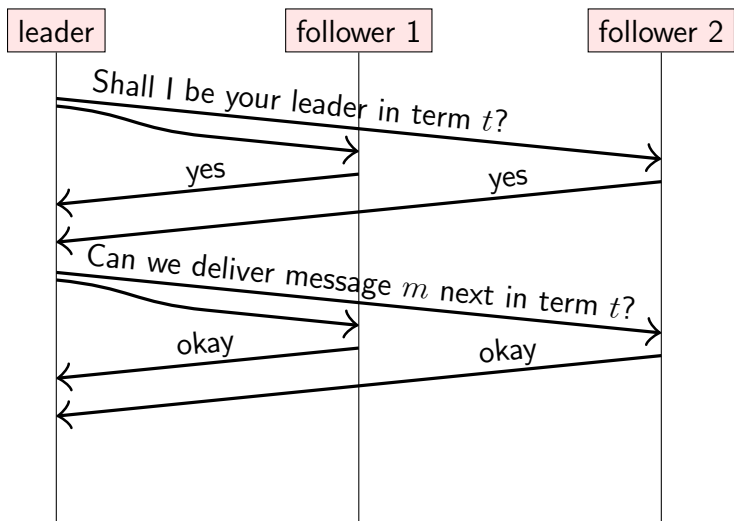 leader
follower 1
follower 2
Shall I be your leader in term t?
yes
yes
Can we deliver message m next in term t?
okay
okay